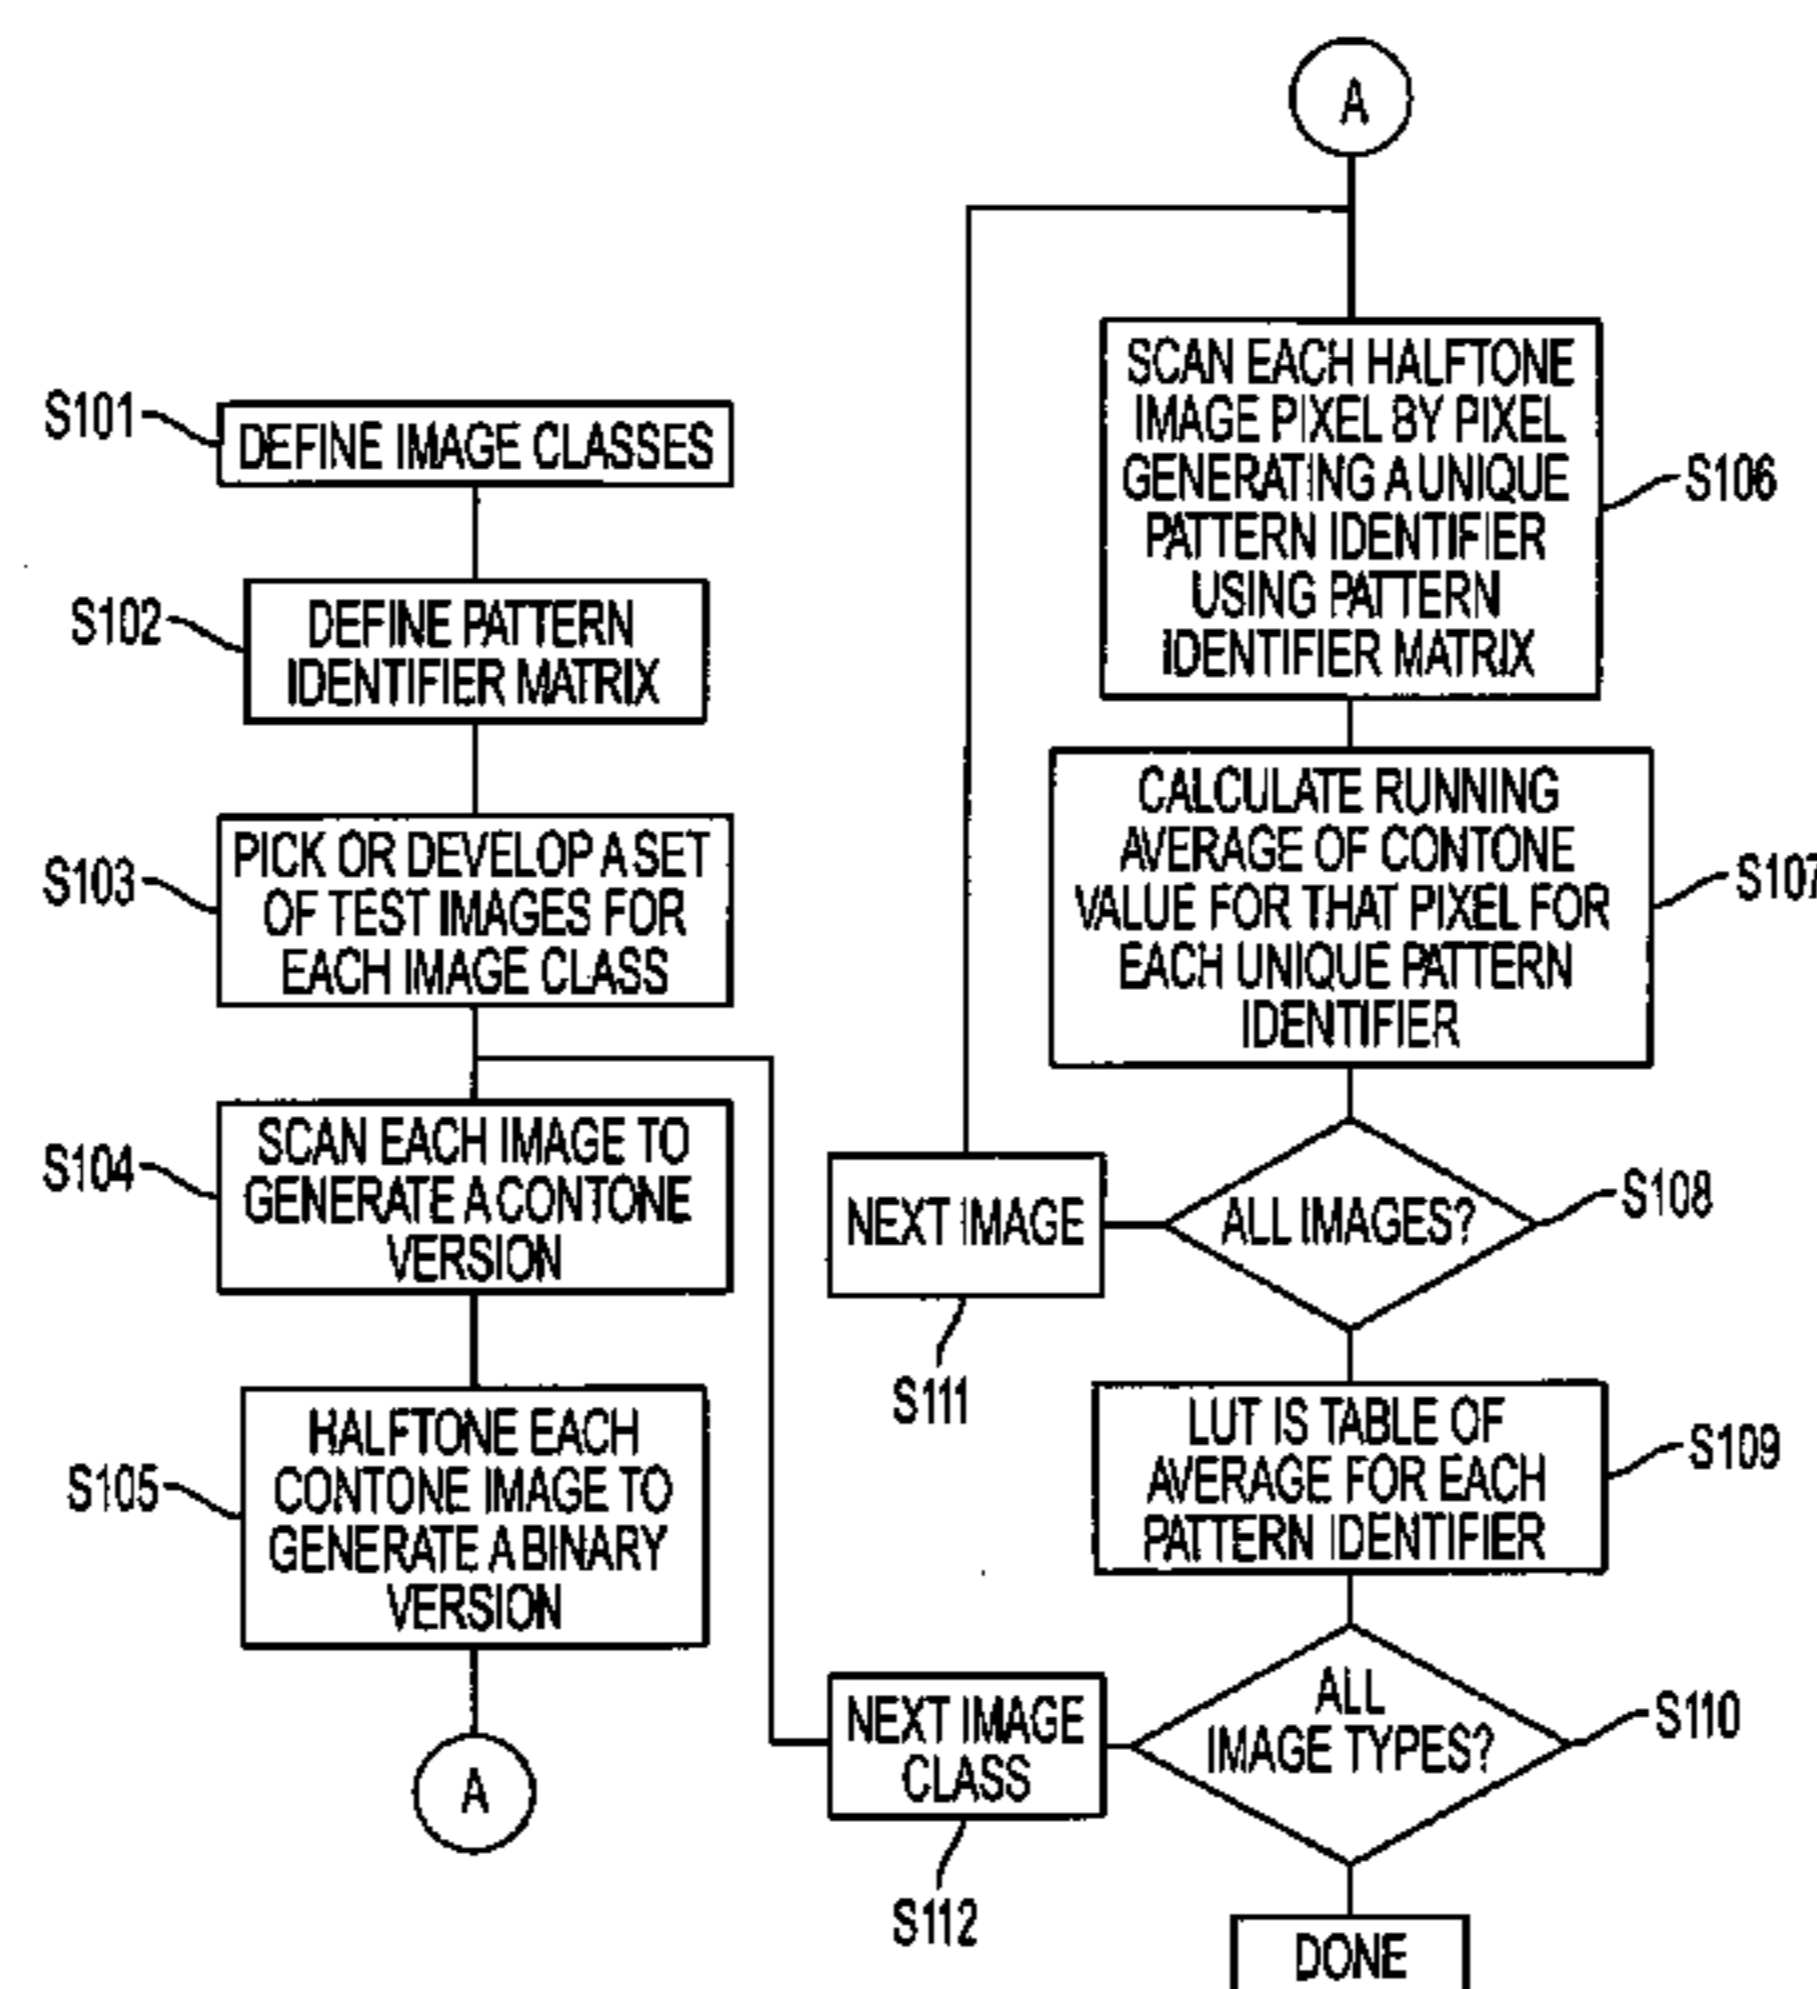 S101
DEFINE IMAGE CLASSES
S102
DEFINE PATTERN
IDENTIFIER MATRIX
S103
PICK OR DEVELOP A SET
OF TEST IMAGES FOR
EACH IMAGE CLASS
S104
SCAN EACH IMAGE TO
GENERATE A CONTONE
VERSION
S105
HALFTONE EACH
CONTONE IMAGE TO
GENERATE A BINARY
VERSION
A
A
SCAN EACH HALFTONE
IMAGE PIXEL BY PIXEL
GENERATING A UNIQUE
PATTERN IDENTIFIER
USING PATTERN
IDENTIFIER MATRIX
S106
CALCULATE RUNNING
AVERAGE OF CONTONE
VALUE FOR THAT PIXEL FOR
EACH UNIQUE PATTERN
IDENTIFIER
S107
NEXT IMAGE
S111
ALL IMAGES?
S108
LUT IS TABLE OF
AVERAGE FOR EACH
PATTERN IDENTIFIER
S109
NEXT IMAGE
CLASS
S112
ALL
IMAGE TYPES?
S110
DONE